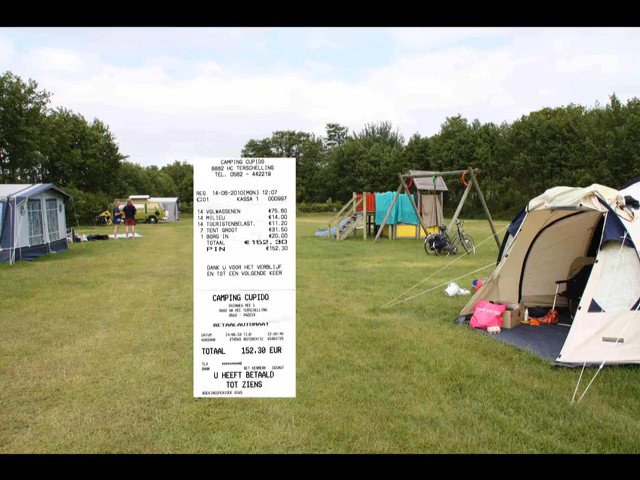 CAMPING CUPIDO
8882 HC TERSCHELLING
TEL. 0562 - 442219
REG 14-06-2010(MON) 12:07
C01 KASSA 1 000997
14 VOLWASSENEN €75.60
14 MILIEU €14.00
14 TOERISTENBELAST. €11.20
7 TENT GROOT €31.50
1 BORG IN €20.00
TOTAAL €152.30
PIN €152.30
DANK U VOOR HET VERBLIJF
EN TOT EEN VOLGENDE KEER
CAMPING CUPIDO
BETAALAUTOMAAT
DATUM
TOTAAL 152.30 EUR
U HEEFT BETAALD
TOT ZIENS